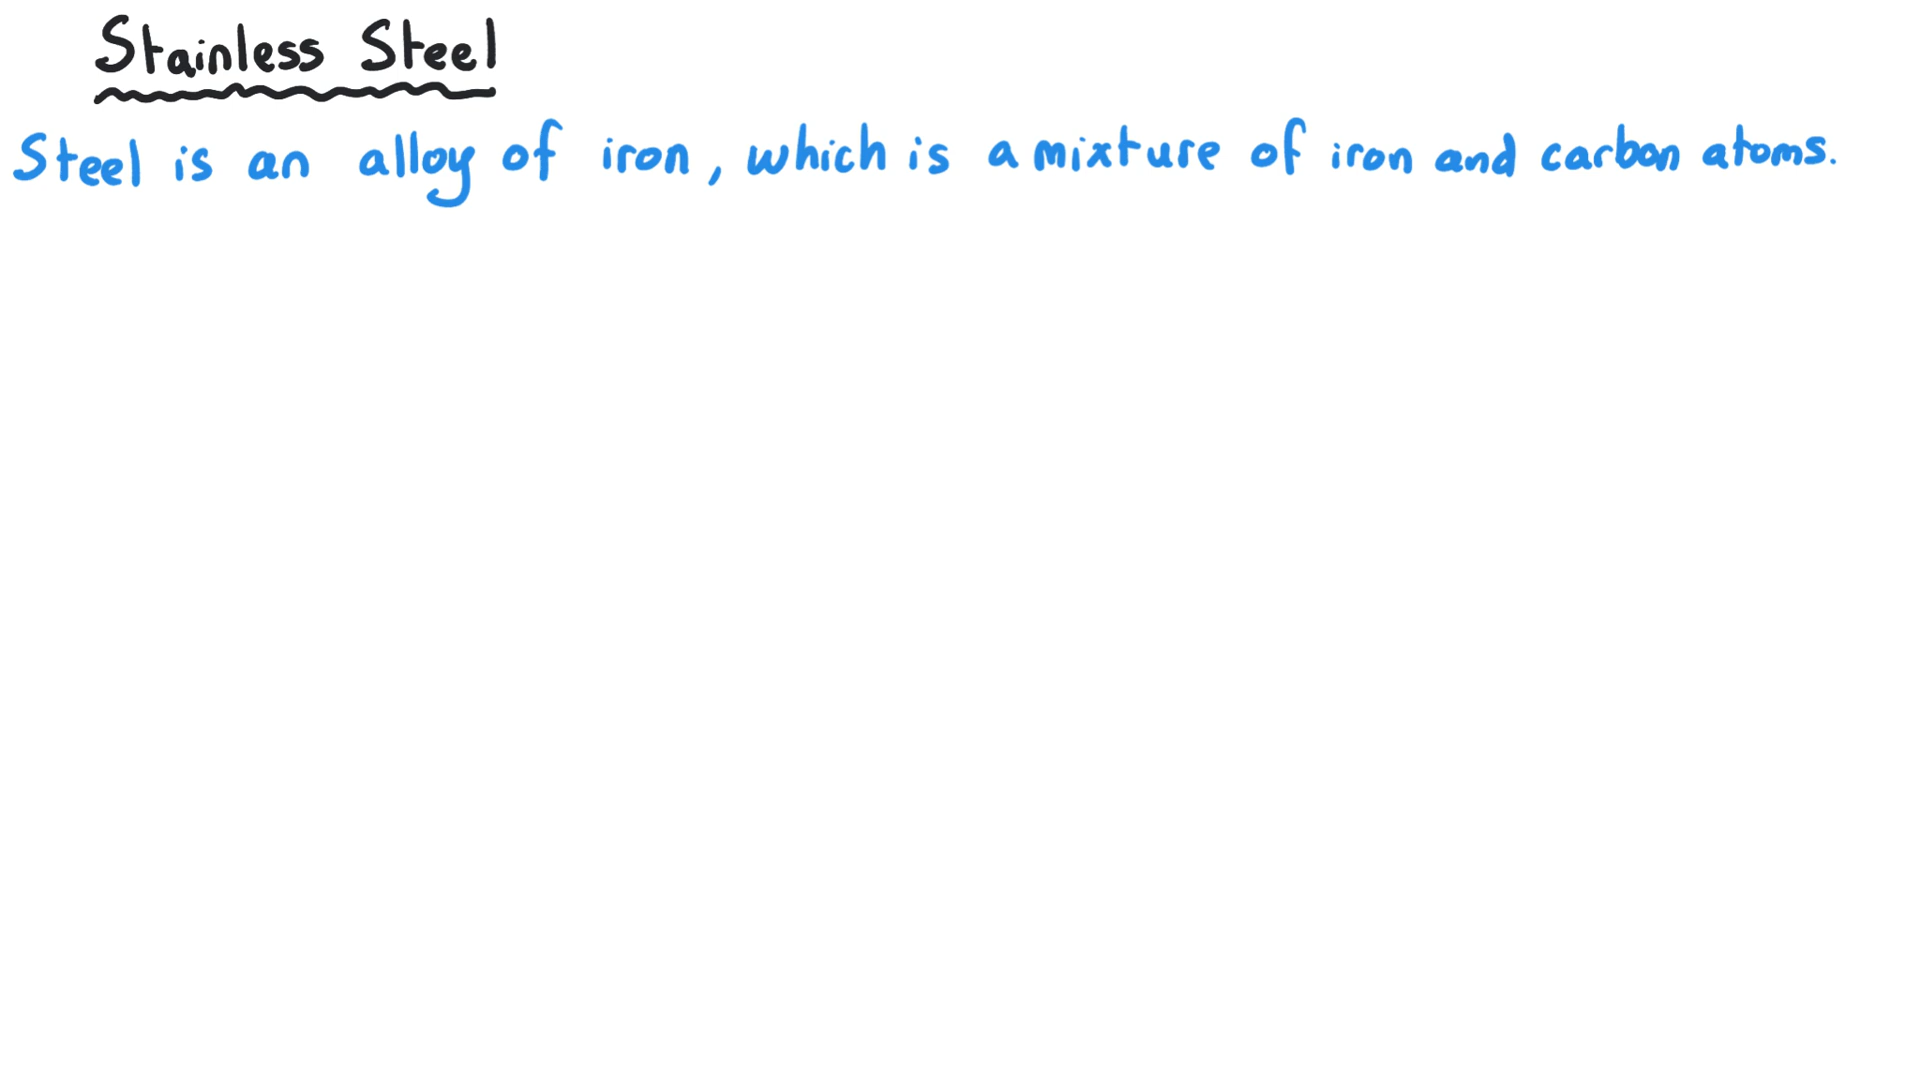 Stainless Steel
Steel is an alloy of iron, which is a mixture of iron and carbon atoms.